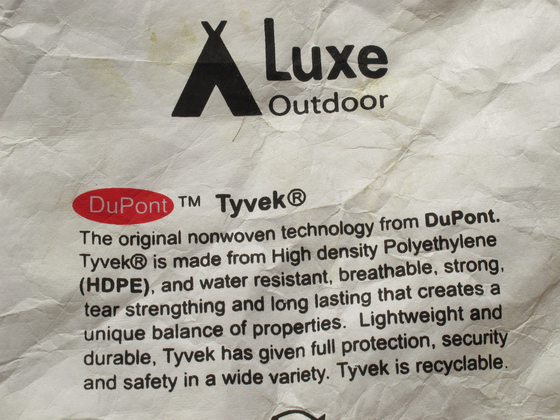 Luxe
Outdoor
DuPont ™ Tyvek®
The original nonwoven technology from DuPont.
Tyvek® is made from High density Polyethylene
(HDPE), and water resistant, breathable, strong,
tear strengthing and long lasting that creates a
unique balance of properties. Lightweight and
durable, Tyvek has given full protection, security
and safety in a wide variety. Tyvek is recyclable.